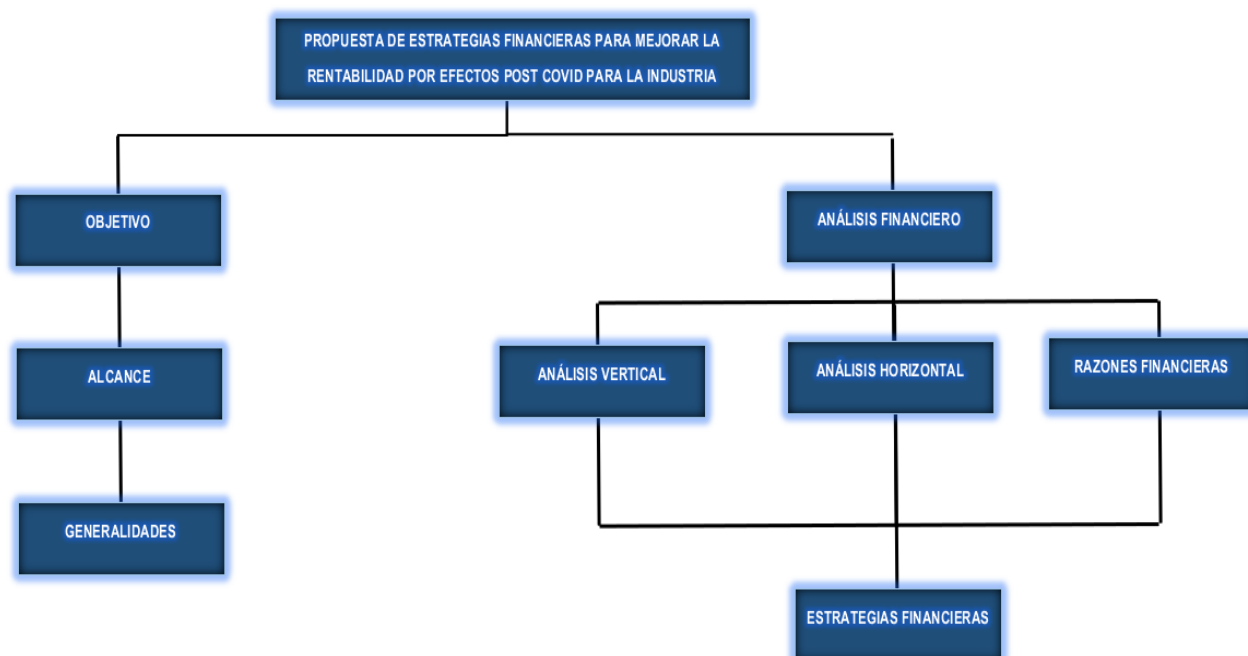 PROPUESTA DE ESTRATEGIAS FINANCIERAS PARA MEJORAR LA
RENTABILIDAD POR EFECTOS POST COVID PARA LA INDUSTRIA
OBJETIVO
ANÁLISIS FINANCIERO
ALCANCE
ANÁLISIS VERTICAL
ANÁLISIS HORIZONTAL
RAZONES FINANCIERAS
GENERALIDADES
ESTRATEGIAS FINANCIERAS